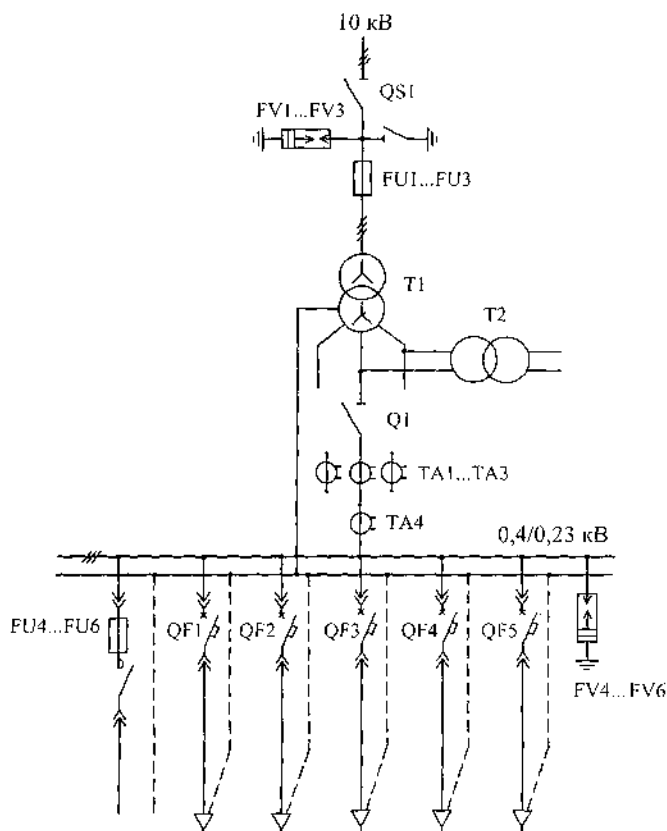 10 кВ
QS1
FV1...FV3
FU1...FU3
T1
T2
Q1
TA1...TA3
TA4
0,4/0,23 кВ
FU4...FU6
QF1
QF2
QF3
QF4
QF5
FV4...FV6